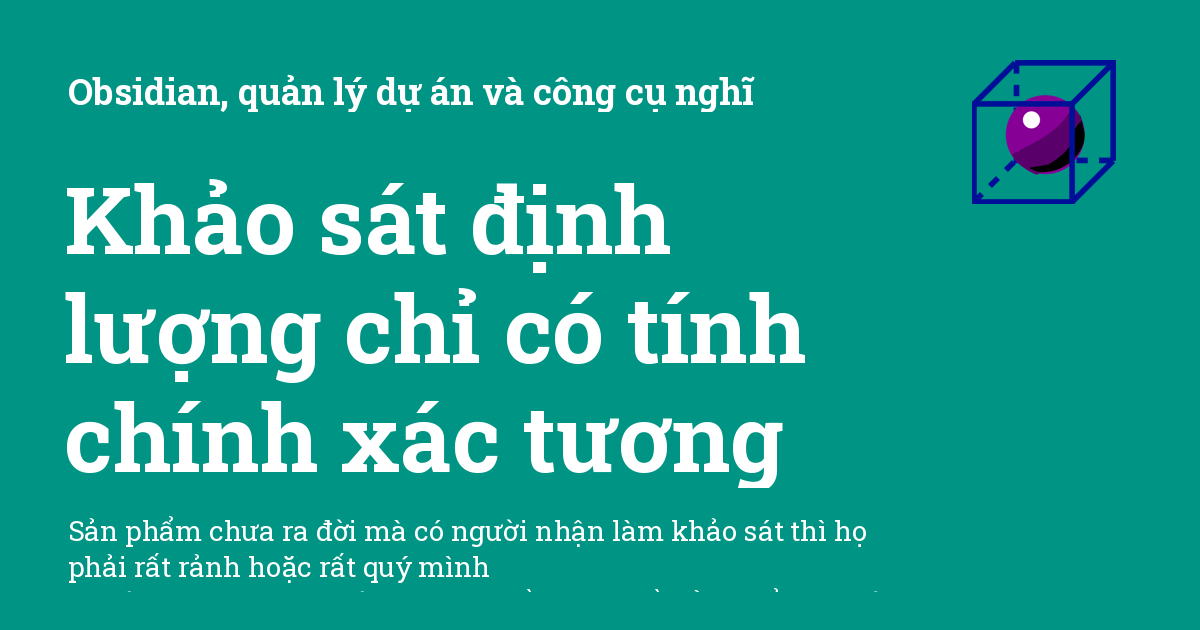 Obsidian, quản lý dự án và công cụ nghĩ
Khảo sát định
lượng chỉ có tính
chính xác tương
Sản phẩm chưa ra đời mà có người nhận làm khảo sát thì họ
phải rất rảnh hoặc rất quý mình